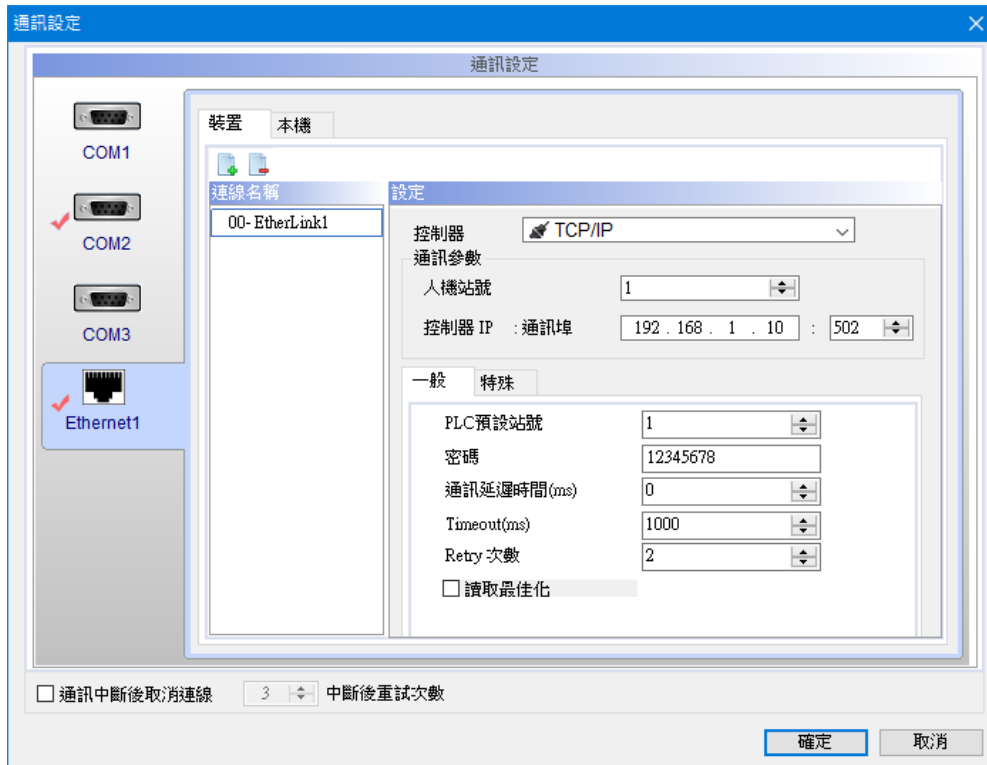 通訊設定
通訊設定
COM1
COM2
COM3
Ethernet1
裝置 本機
連線名稱
00- EtherLink1
設定
控制器 TCP/IP
通訊參數
人機站號 1
控制器 IP :通訊埠 192 . 168 . 1 . 10 : 502
一般 特殊
PLC預設站號 1
密碼 12345678
通訊延遲時間(ms) 0
Timeout(ms) 1000
Retry 次數 2
讀取最佳化
通訊中斷後取消連線 3 中斷後重試次數
確定 取消